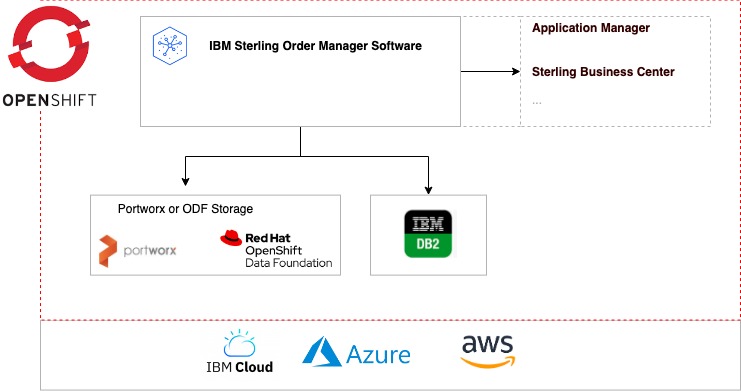 OPENSHIFT
IBM Sterling Order Manager Software
Application Manager
Sterling Business Center
...
Portworx or ODF Storage
portworx
Red Hat
OpenShift
Data Foundation
IBM
DB2
IBM Cloud
Azure
aws